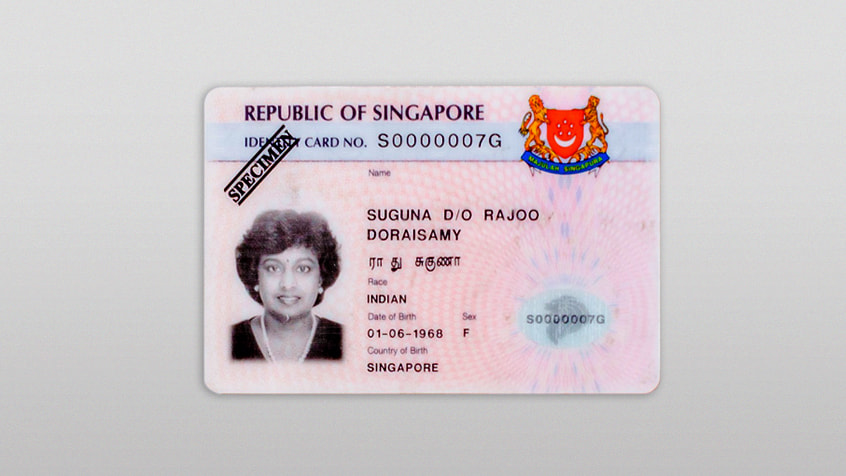 REPUBLIC OF SINGAPORE
IDENTITY CARD NO. S0000007G
MAJULAH SINGAPURA
SPECIMEN
Name
SUGUNA D/O RAJOO
DORAISAMY
ரா து சுகுணா
Race
INDIAN
Date of Birth Sex
01-06-1968 F
S0000007G
Country of Birth
SINGAPORE